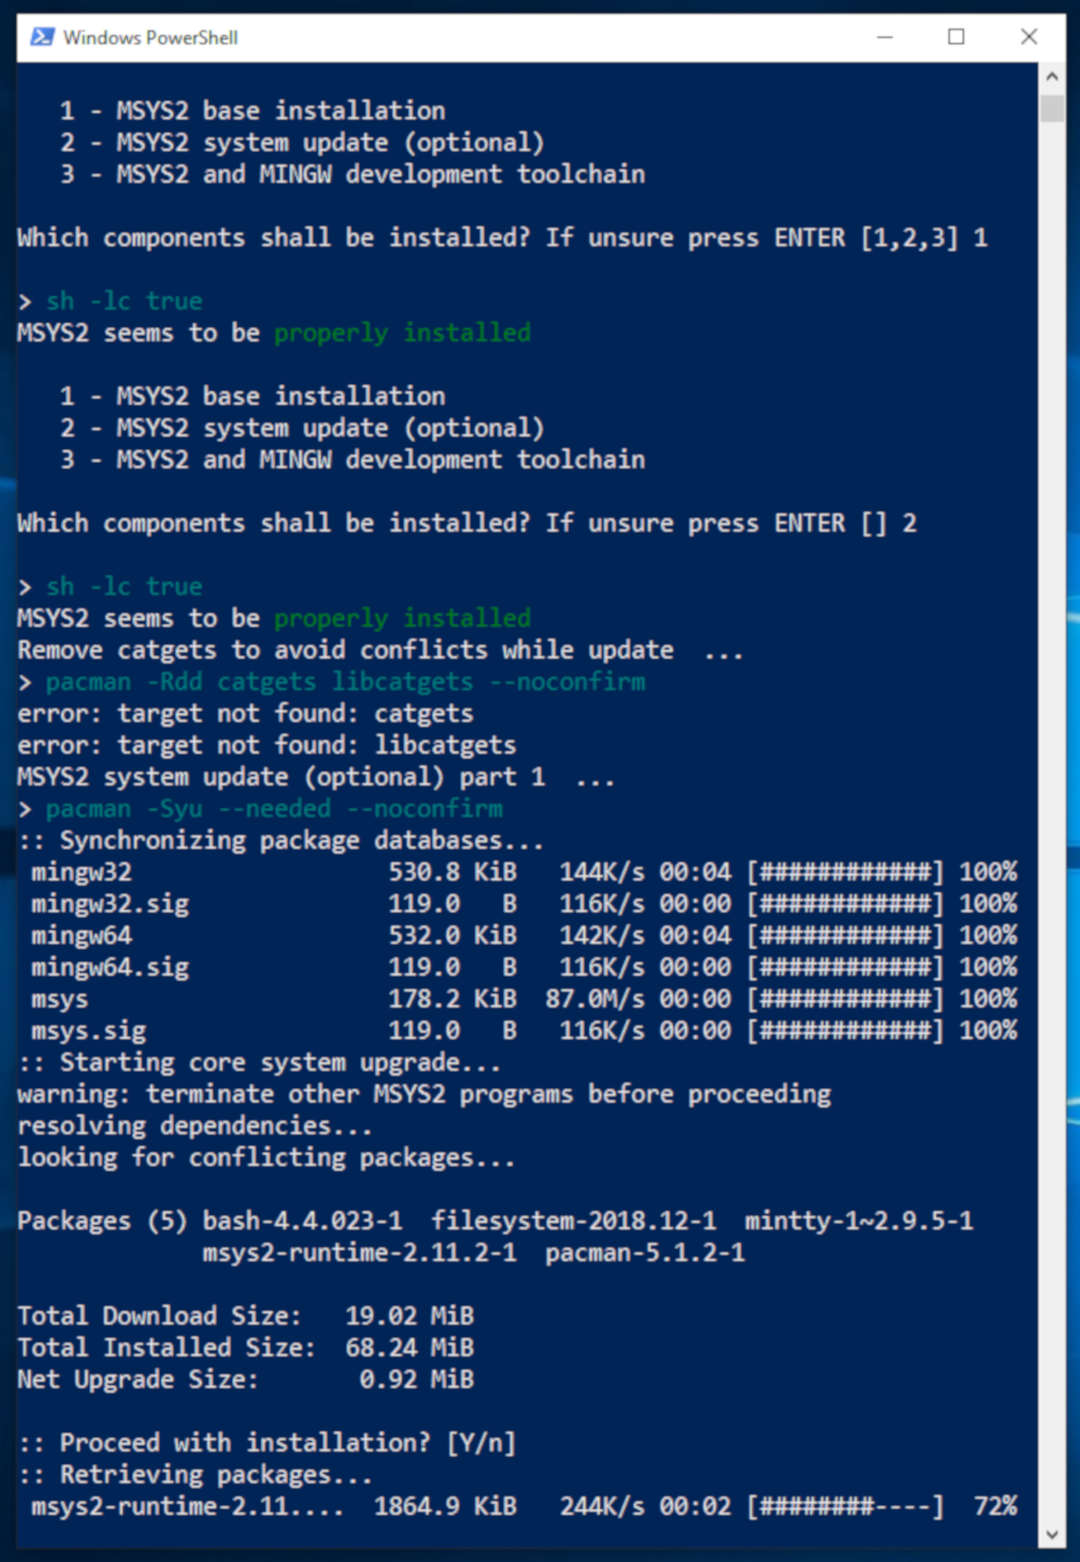 Windows PowerShell
1 - MSYS2 base installation
2 - MSYS2 system update (optional)
3 - MSYS2 and MINGW development toolchain
Which components shall be installed? If unsure press ENTER [1,2,3] 1
> sh -lc true
MSYS2 seems to be properly installed
1 - MSYS2 base installation
2 - MSYS2 system update (optional)
3 - MSYS2 and MINGW development toolchain
Which components shall be installed? If unsure press ENTER [] 2
> sh -lc true
MSYS2 seems to be properly installed
Remove catgets to avoid conflicts while update  ...
> pacman -Rdd catgets libcatgets --noconfirm
error: target not found: catgets
error: target not found: libcatgets
MSYS2 system update (optional) part 1  ...
> pacman -Syu --needed --noconfirm
:: Synchronizing package databases...
mingw32                  530.8 KiB   144K/s 00:04 [############] 100%
mingw32.sig              119.0   B   116K/s 00:00 [############] 100%
mingw64                  532.0 KiB   142K/s 00:04 [############] 100%
mingw64.sig              119.0   B   116K/s 00:00 [############] 100%
msys                     178.2 KiB  87.0M/s 00:00 [############] 100%
msys.sig                 119.0   B   116K/s 00:00 [############] 100%
:: Starting core system upgrade...
warning: terminate other MSYS2 programs before proceeding
resolving dependencies...
looking for conflicting packages...
Packages (5) bash-4.4.023-1  filesystem-2018.12-1  mintty-1~2.9.5-1
msys2-runtime-2.11.2-1  pacman-5.1.2-1
Total Download Size:   19.02 MiB
Total Installed Size:  68.24 MiB
Net Upgrade Size:       0.92 MiB
:: Proceed with installation? [Y/n]
:: Retrieving packages...
msys2-runtime-2.11....  1864.9 KiB   244K/s 00:02 [########----]  72%